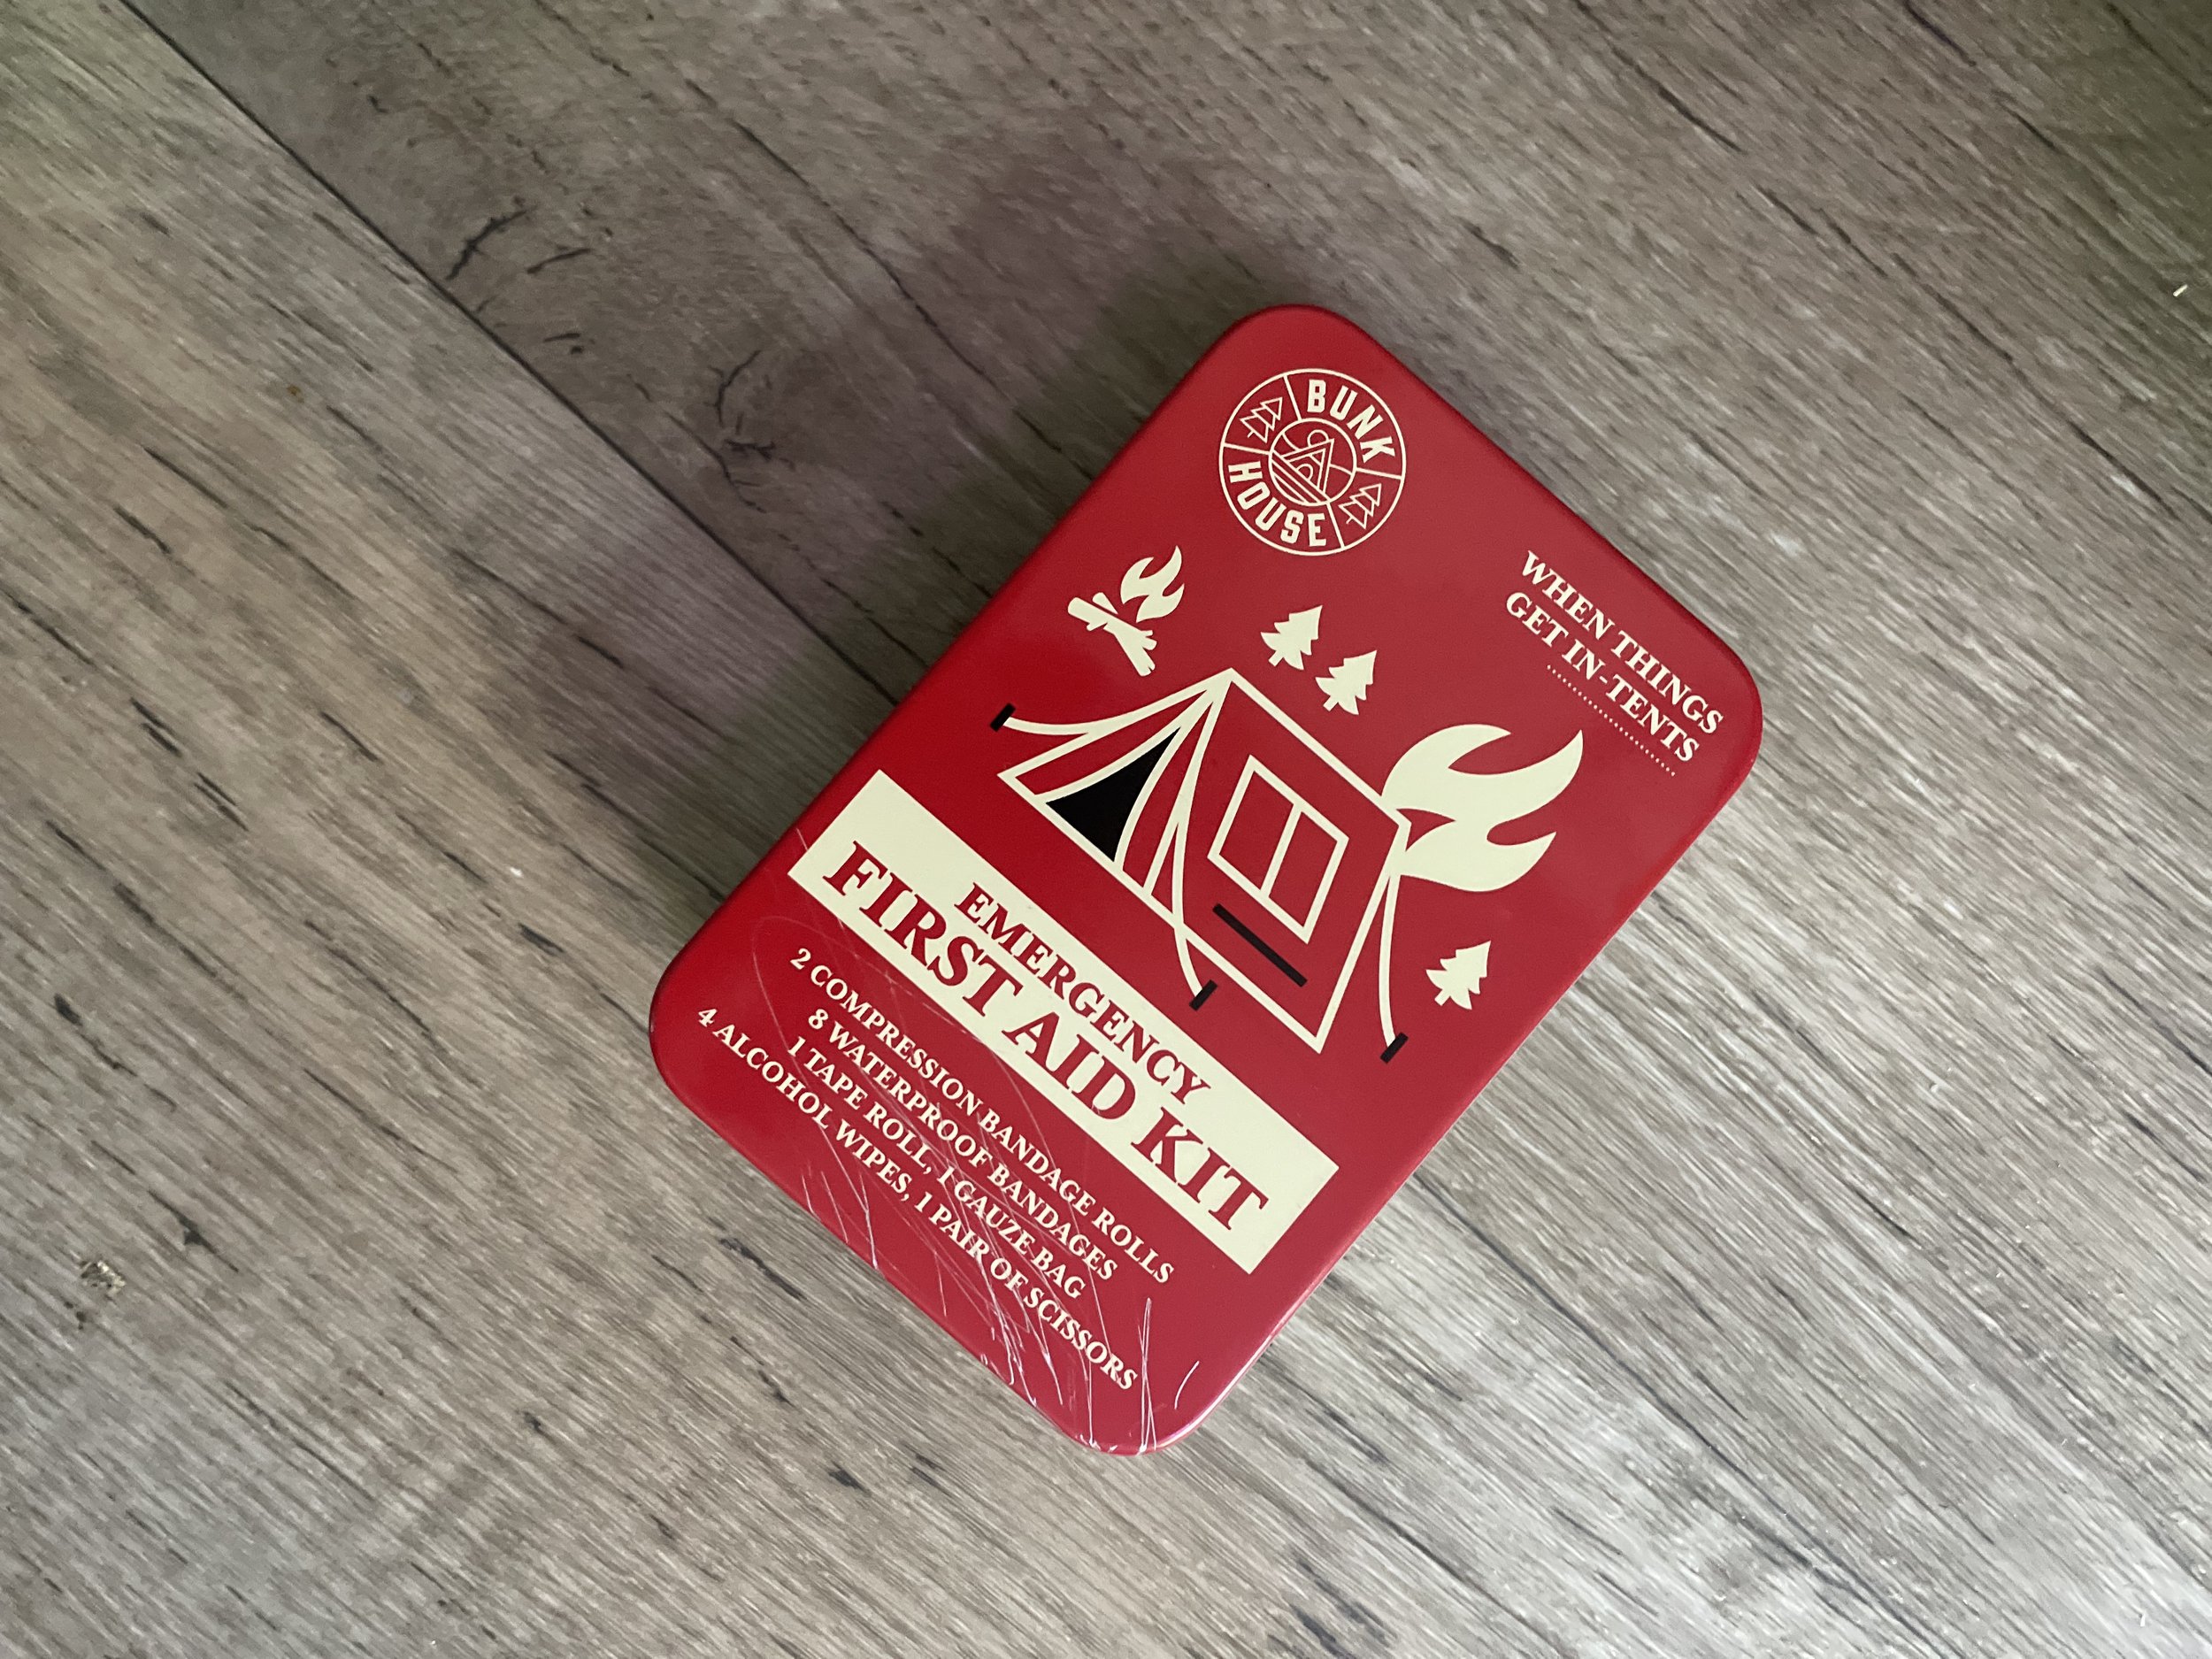 BUNK
HOUSE
WHEN THINGS
GET IN-TENTS
EMERGENCY
FIRST AID KIT
2 COMPRESSION BANDAGE ROLLS
8 WATERPROOF BANDAGES
1 TAPE ROLL, 1 GAUZE BAG
4 ALCOHOL WIPES, 1 PAIR OF SCISSORS